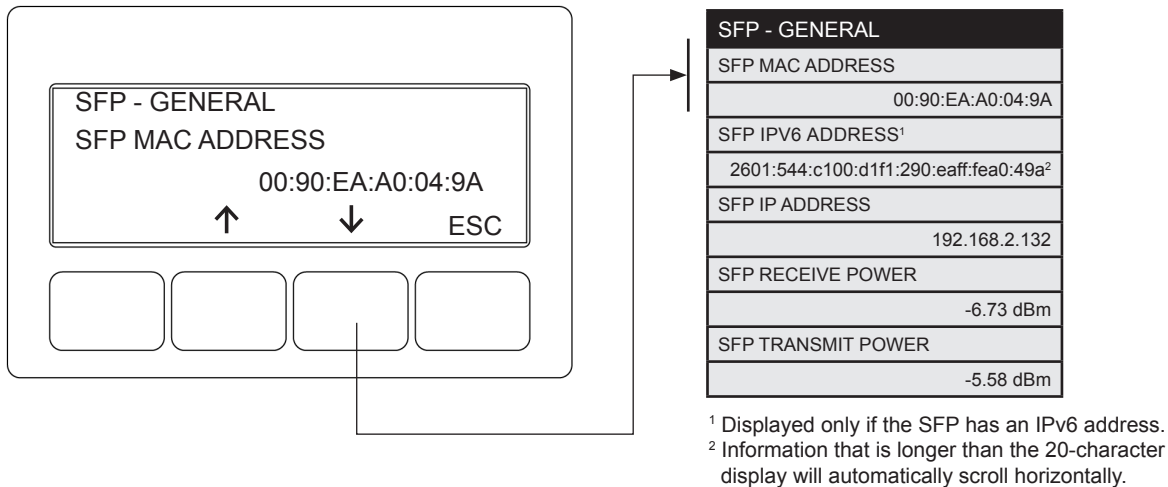 SFP - GENERAL
SFP MAC ADDRESS
00:90:EA:A0:04:9A
↑ ↓ ESC
SFP - GENERAL
SFP MAC ADDRESS
00:90:EA:A0:04:9A
SFP IPV6 ADDRESS¹
2601:544:c100:d1f1:290:eaff:fea0:49a²
SFP IP ADDRESS
192.168.2.132
SFP RECEIVE POWER
-6.73 dBm
SFP TRANSMIT POWER
-5.58 dBm
¹ Displayed only if the SFP has an IPv6 address.
² Information that is longer than the 20-character
display will automatically scroll horizontally.